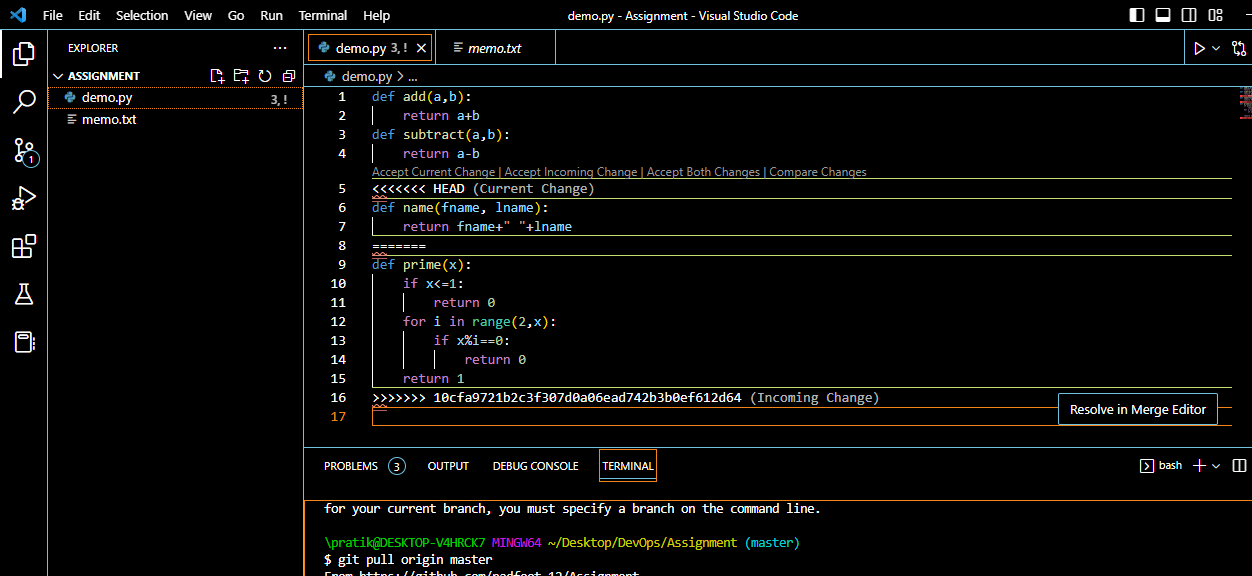 File Edit Selection View Go Run Terminal Help demo.py - Assignment - Visual Studio Code
EXPLORER ...
demo.py 3, ! ✕ memo.txt
ASSIGNMENT
demo.py > ...
demo.py 3, !
memo.txt
1
1 def add(a,b):
2 return a+b
3 def subtract(a,b):
4 return a-b
Accept Current Change | Accept Incoming Change | Accept Both Changes | Compare Changes
5 <<<<<<< HEAD (Current Change)
6 def name(fname, lname):
7 return fname+" "+lname
8 =======
9 def prime(x):
10 if x<=1:
11 return 0
12 for i in range(2,x):
13 if x%i==0:
14 return 0
15 return 1
16 >>>>>>> 10cfa9721b2c3f307d0a06ead742b3b0ef612d64 (Incoming Change)
17
Resolve in Merge Editor
PROBLEMS 3 OUTPUT DEBUG CONSOLE TERMINAL bash
for your current branch, you must specify a branch on the command line.
\pratik@DESKTOP-V4HRCK7 MINGW64 ~/Desktop/DevOps/Assignment (master)
$ git pull origin master
From https://github.com/